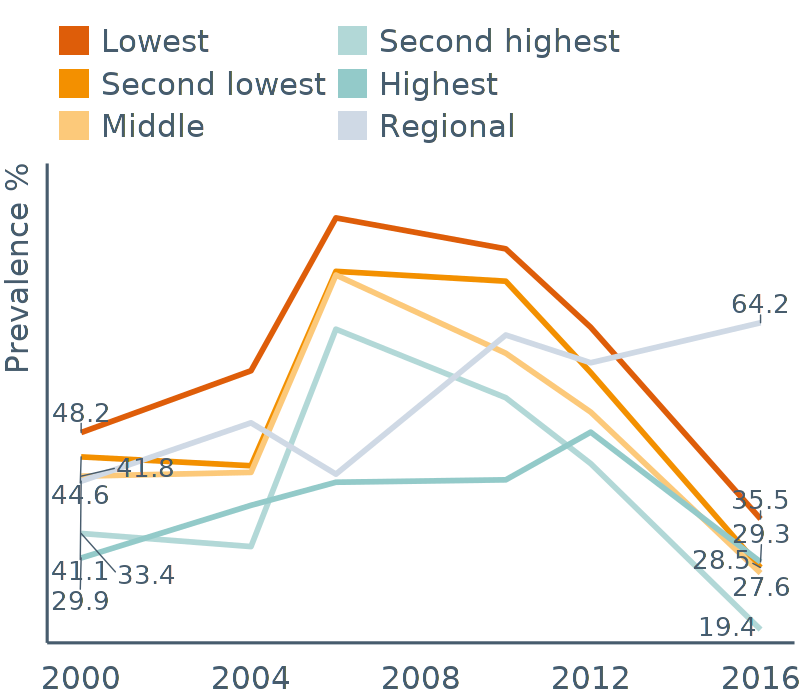 Lowest
Second highest
Second lowest
Highest
Middle
Regional
Prevalence %
64.2
48.2
41.8
44.6
35.5
29.3
28.5
41.1
33.4
27.6
29.9
19.4
2000 2004 2008 2012 2016